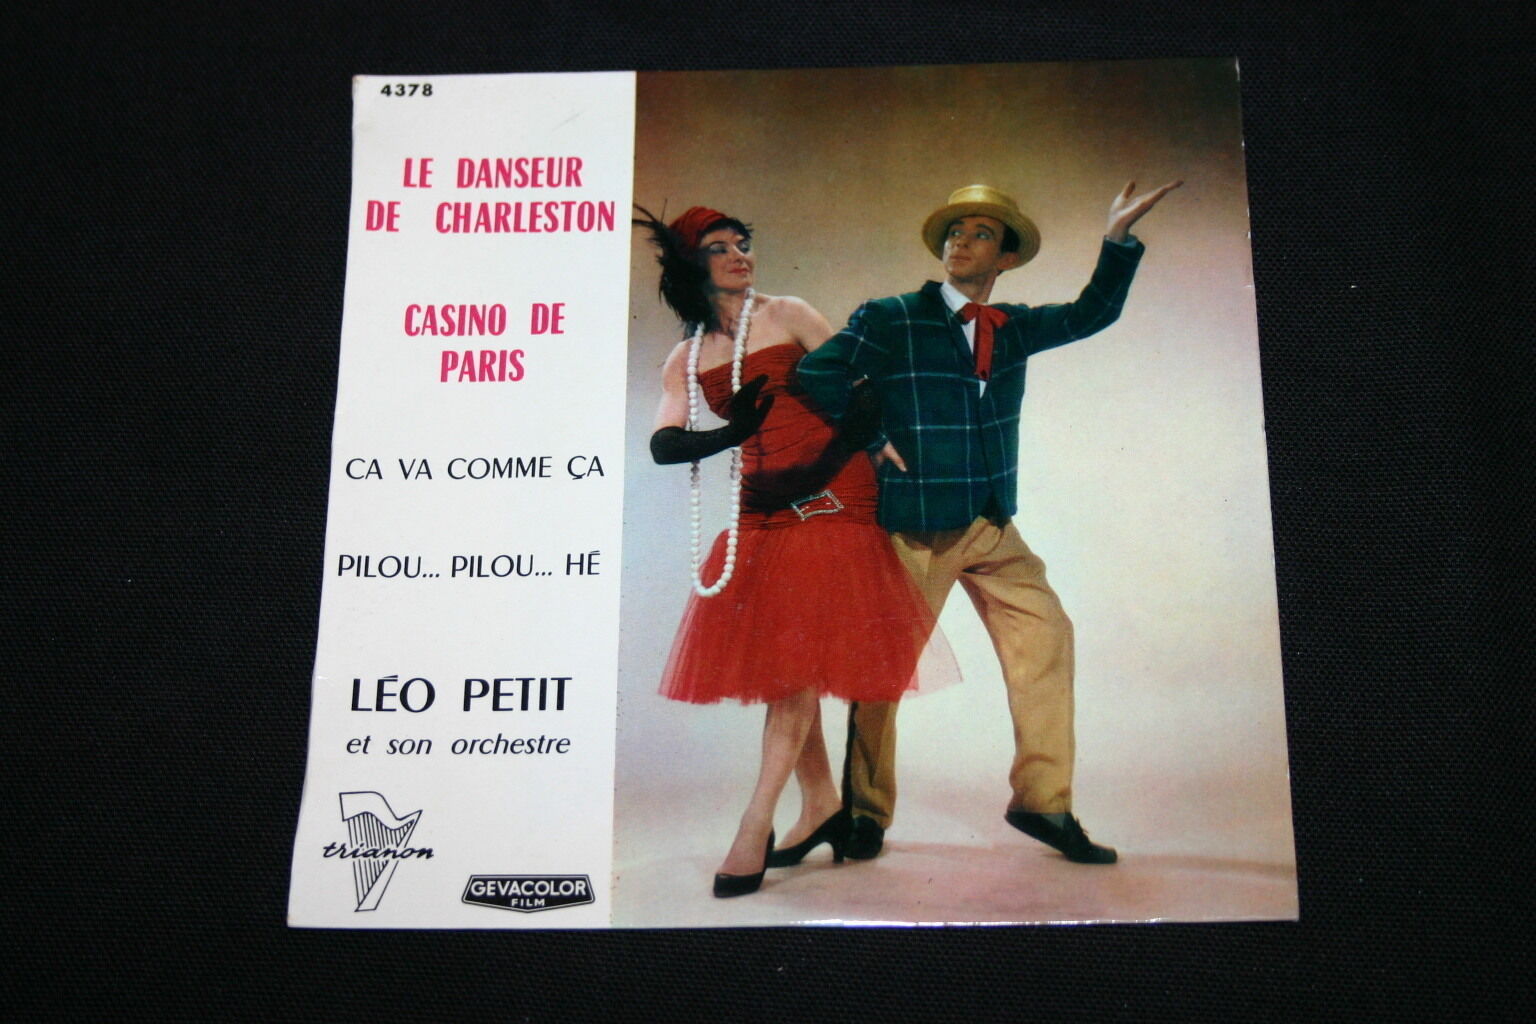 4378
LE DANSEUR
DE CHARLESTON
CASINO DE
PARIS
CA VA COMME ÇA
PILOU... PILOU... HÉ
LÉO PETIT
et son orchestre
trianon
GEVACOLOR
FILM